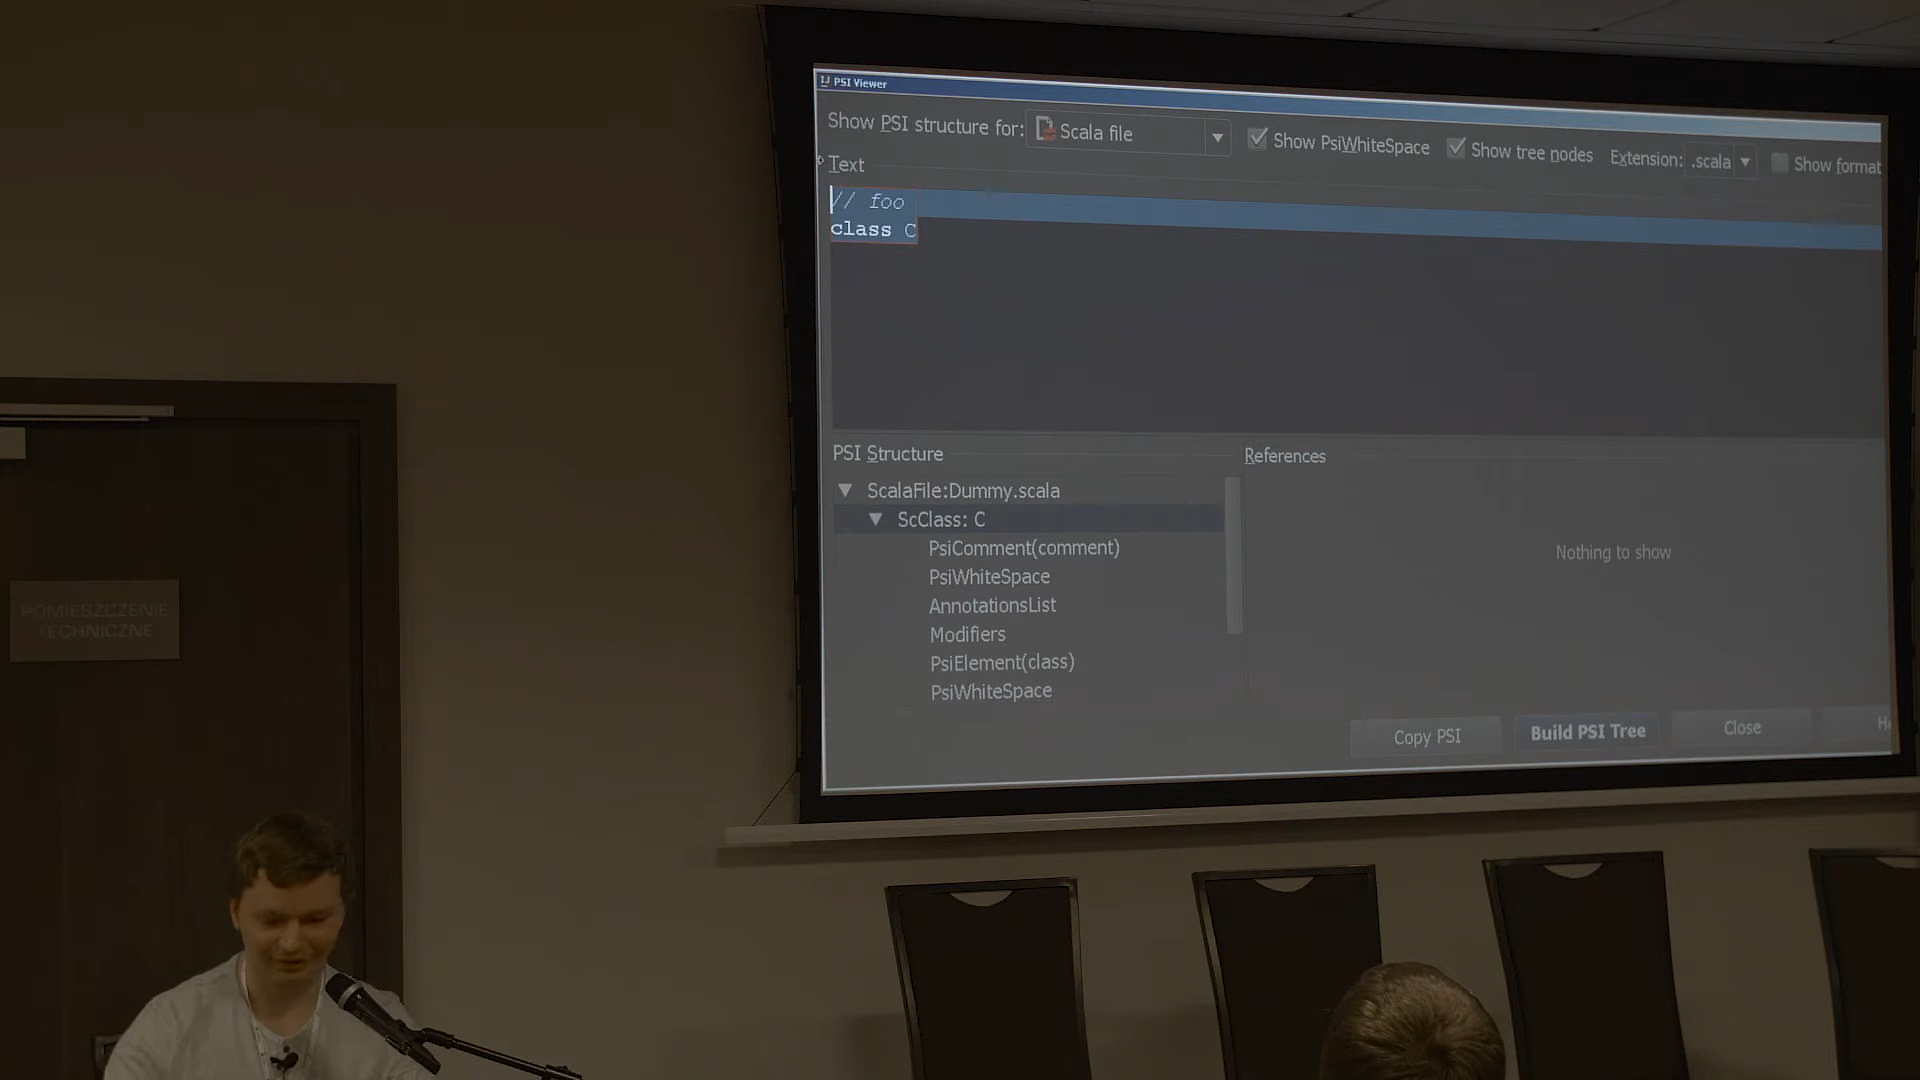 PSI Viewer
Show PSI structure for: Scala file Show PsiWhiteSpace Show tree nodes Extension: .scala Show format
Text
// foo
class C
PSI Structure
References
ScalaFile:Dummy.scala
ScClass: C
PsiComment(comment)
PsiWhiteSpace
AnnotationsList
Modifiers
PsiElement(class)
PsiWhiteSpace
Nothing to show
Copy PSI Build PSI Tree Close
POMIESZCZENIE
TECHNICZNE